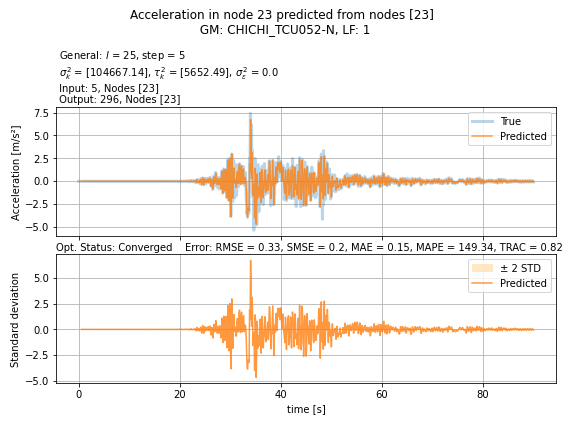 Acceleration in node 23 predicted from nodes [23]
GM: CHICHI_TCU052-N, LF: 1
General: l = 25, step = 5
σ²ₖ = [104667.14], τ²ₖ = [5652.49], σ²ε = 0.0
Input: 5, Nodes [23]
Output: 296, Nodes [23]
7.5
5.0
2.5
0.0
−2.5
−5.0
Acceleration [m/s²]
True
Predicted
Opt. Status: Converged Error: RMSE = 0.33, SMSE = 0.2, MAE = 0.15, MAPE = 149.34, TRAC = 0.82
5.0
2.5
0.0
−2.5
−5.0
Standard deviation
± 2 STD
Predicted
0 20 40 60 80
time [s]